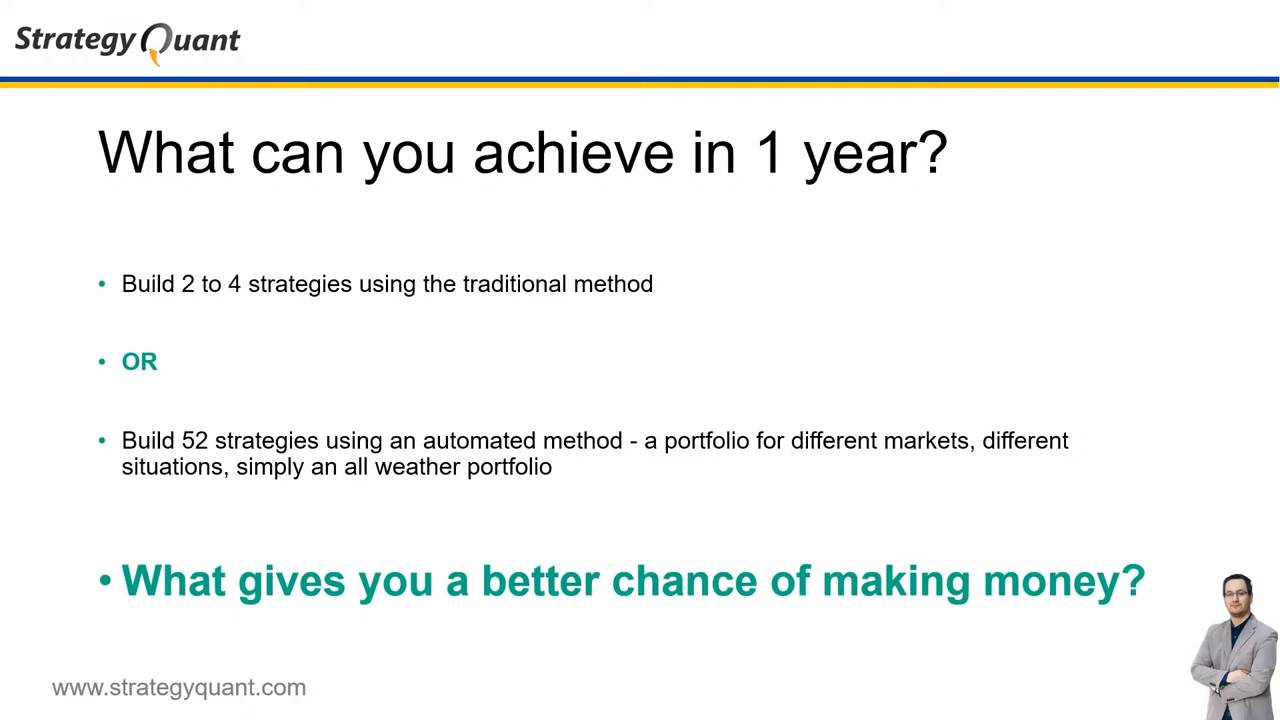 Strategy Quant
What can you achieve in 1 year?
• Build 2 to 4 strategies using the traditional method
• OR
• Build 52 strategies using an automated method - a portfolio for different markets, different
situations, simply an all weather portfolio
• What gives you a better chance of making money?
www.strategyquant.com